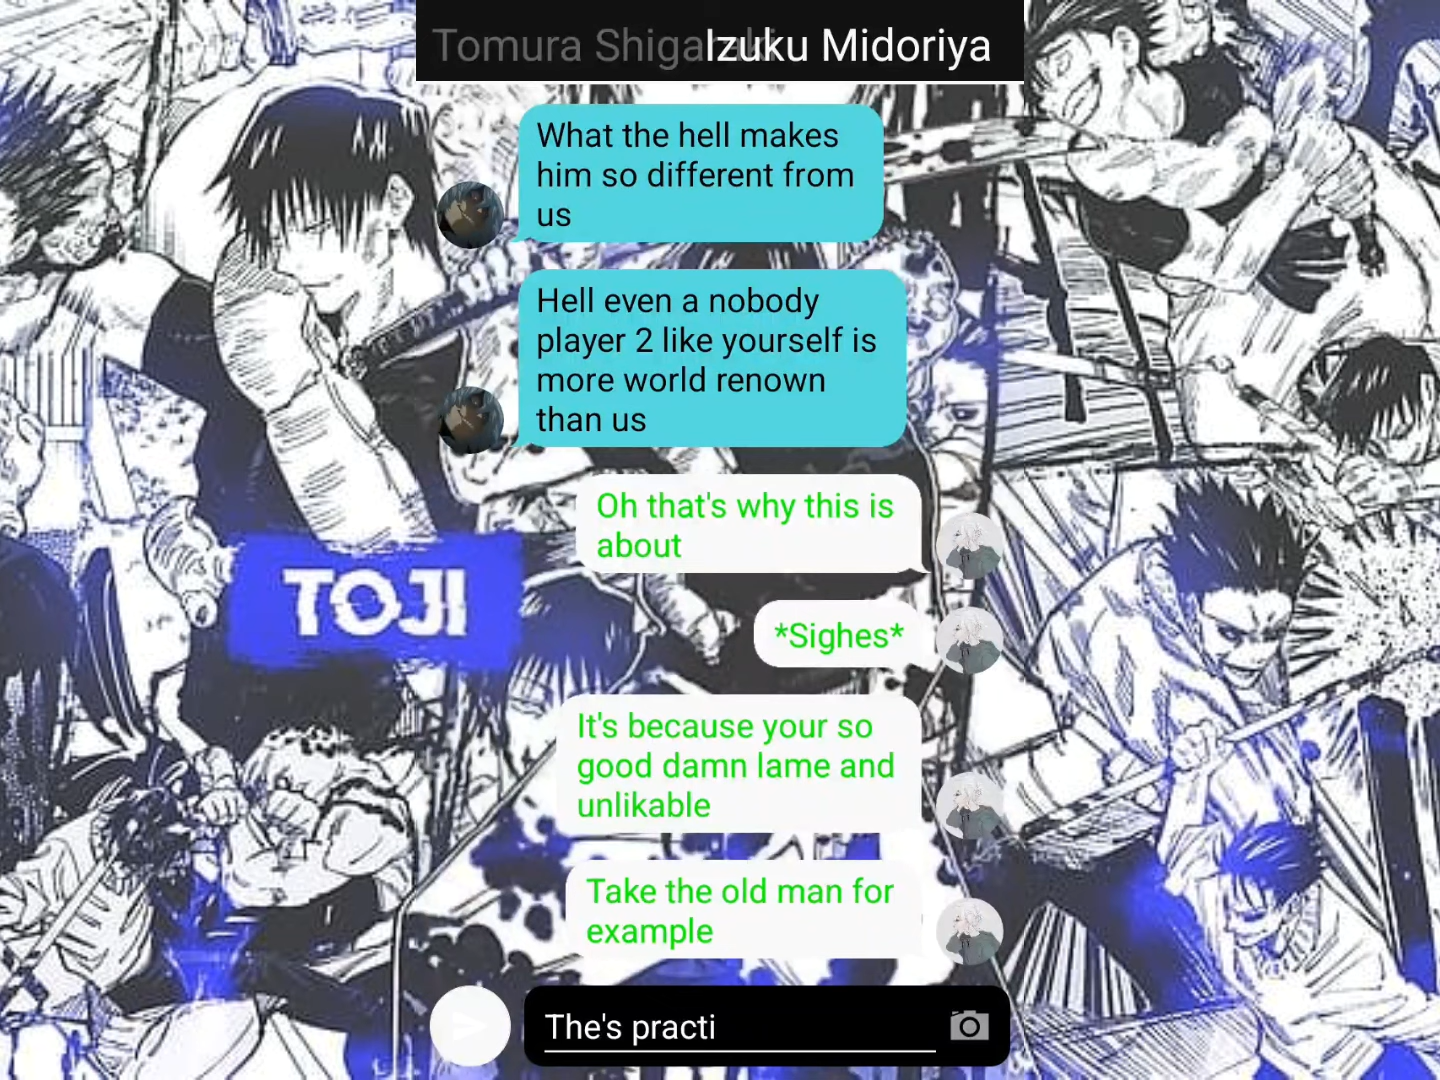 Tomura Shigaraki
Izuku Midoriya
What the hell makes
him so different from
us
Hell even a nobody
player 2 like yourself is
more world renown
than us
Oh that's why this is
about
*Sighes*
It's because your so
good damn lame and
unlikable
Take the old man for
example
TOJI
The's practi